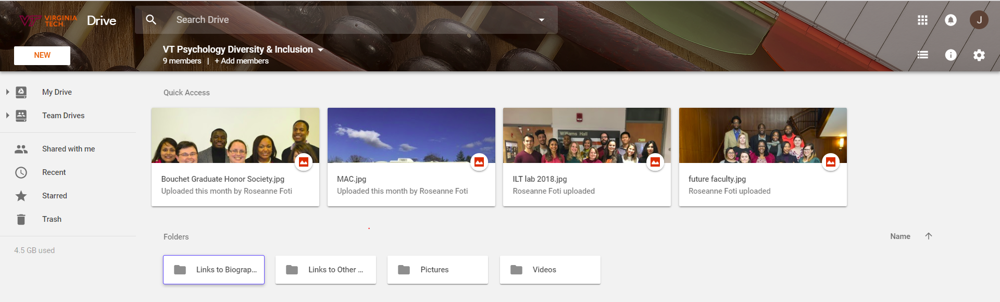 VIRGINIA
TECH.
Drive
Search Drive
J
NEW
VT Psychology Diversity & Inclusion
9 members | + Add members
My Drive
Team Drives
Shared with me
Recent
Starred
Trash
4.5 GB used
Quick Access
Williams Hall
Bouchet Graduate Honor Society.jpg
Uploaded this month by Roseanne Foti
MAC.jpg
Uploaded this month by Roseanne Foti
ILT lab 2018.jpg
Roseanne Foti uploaded
future faculty.jpg
Roseanne Foti uploaded
Folders
Name
Links to Biograp...
Links to Other ...
Pictures
Videos